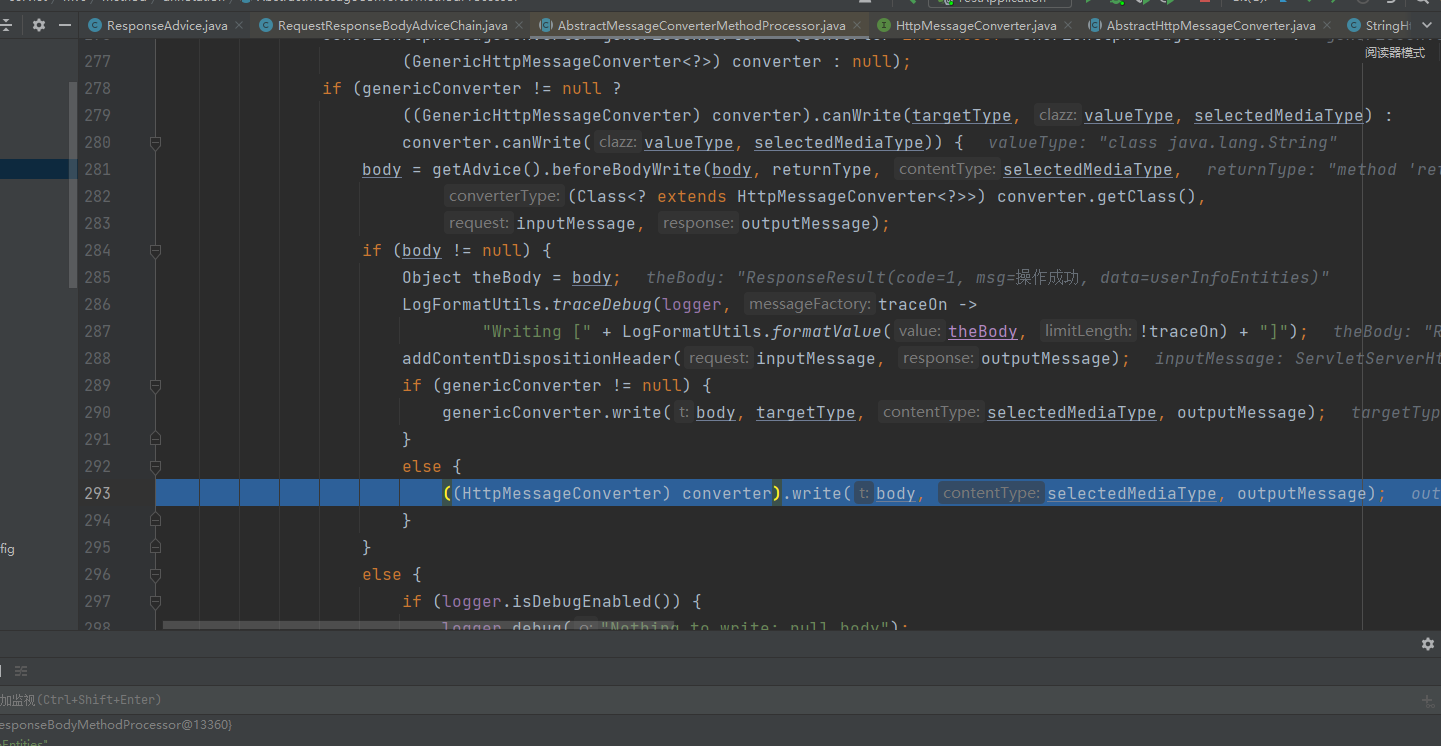 TestApplication
ResponseAdvice.java
RequestResponseBodyAdviceChain.java
AbstractMessageConverterMethodProcessor.java
HttpMessageConverter.java
AbstractHttpMessageConverter.java
StringH
阅读器模式
277 (GenericHttpMessageConverter<?>) converter : null);
278 if (genericConverter != null ?
279 ((GenericHttpMessageConverter) converter).canWrite(targetType, clazz: valueType, selectedMediaType) :
280 converter.canWrite( clazz: valueType, selectedMediaType)) { valueType: "class java.lang.String"
281 body = getAdvice().beforeBodyWrite(body, returnType, contentType: selectedMediaType, returnType: "method 'ret
282 converterType: (Class<? extends HttpMessageConverter<?>>) converter.getClass(),
283 request: inputMessage, response: outputMessage);
284 if (body != null) {
285 Object theBody = body; theBody: "ResponseResult(code=1, msg=操作成功, data=userInfoEntities)"
286 LogFormatUtils.traceDebug(logger, messageFactory: traceOn ->
287 "Writing [" + LogFormatUtils.formatValue( value: theBody, limitLength: !traceOn) + "]"); theBody: "R
288 addContentDispositionHeader( request: inputMessage, response: outputMessage); inputMessage: ServletServerHt
289 if (genericConverter != null) {
290 genericConverter.write( t: body, targetType, contentType: selectedMediaType, outputMessage); targetTyp
291 }
292 else {
293 ((HttpMessageConverter) converter).write( t: body, contentType: selectedMediaType, outputMessage); out
294 }
295 }
296 else {
297 if (logger.isDebugEnabled()) {
298 logger.debug( o: "Nothing to write: null body");
fig
加监视(Ctrl+Shift+Enter)
esponseBodyMethodProcessor@13360}
Entities"